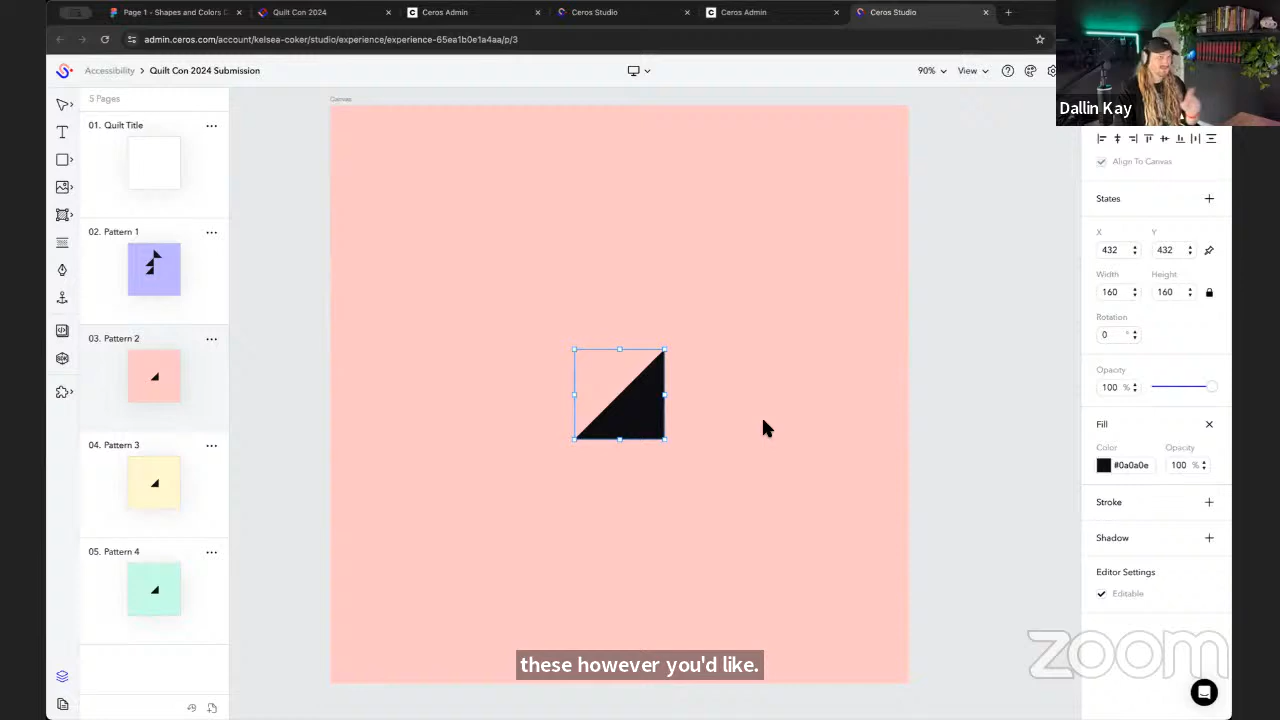 Page 1 - Shapes and Colors C
Quilt Con 2024
Ceros Admin
Ceros Studio
Ceros Admin
Ceros Studio
admin.ceros.com/account/kelsea-coker/studio/experience/experience-65ea1b0e1a4aa/p/3
Accessibility > Quilt Con 2024 Submission
90%
View
Dallin Kay
5 Pages
Canvas
01. Quilt Title
02. Pattern 1
03. Pattern 2
04. Pattern 3
05. Pattern 4
Align To Canvas
States
X
Y
432
432
Width
Height
160
160
Rotation
0 °
Opacity
100 %
Fill
Color
Opacity
#0a0a0e
100 %
Stroke
Shadow
Editor Settings
Editable
these however you'd like.
zoom